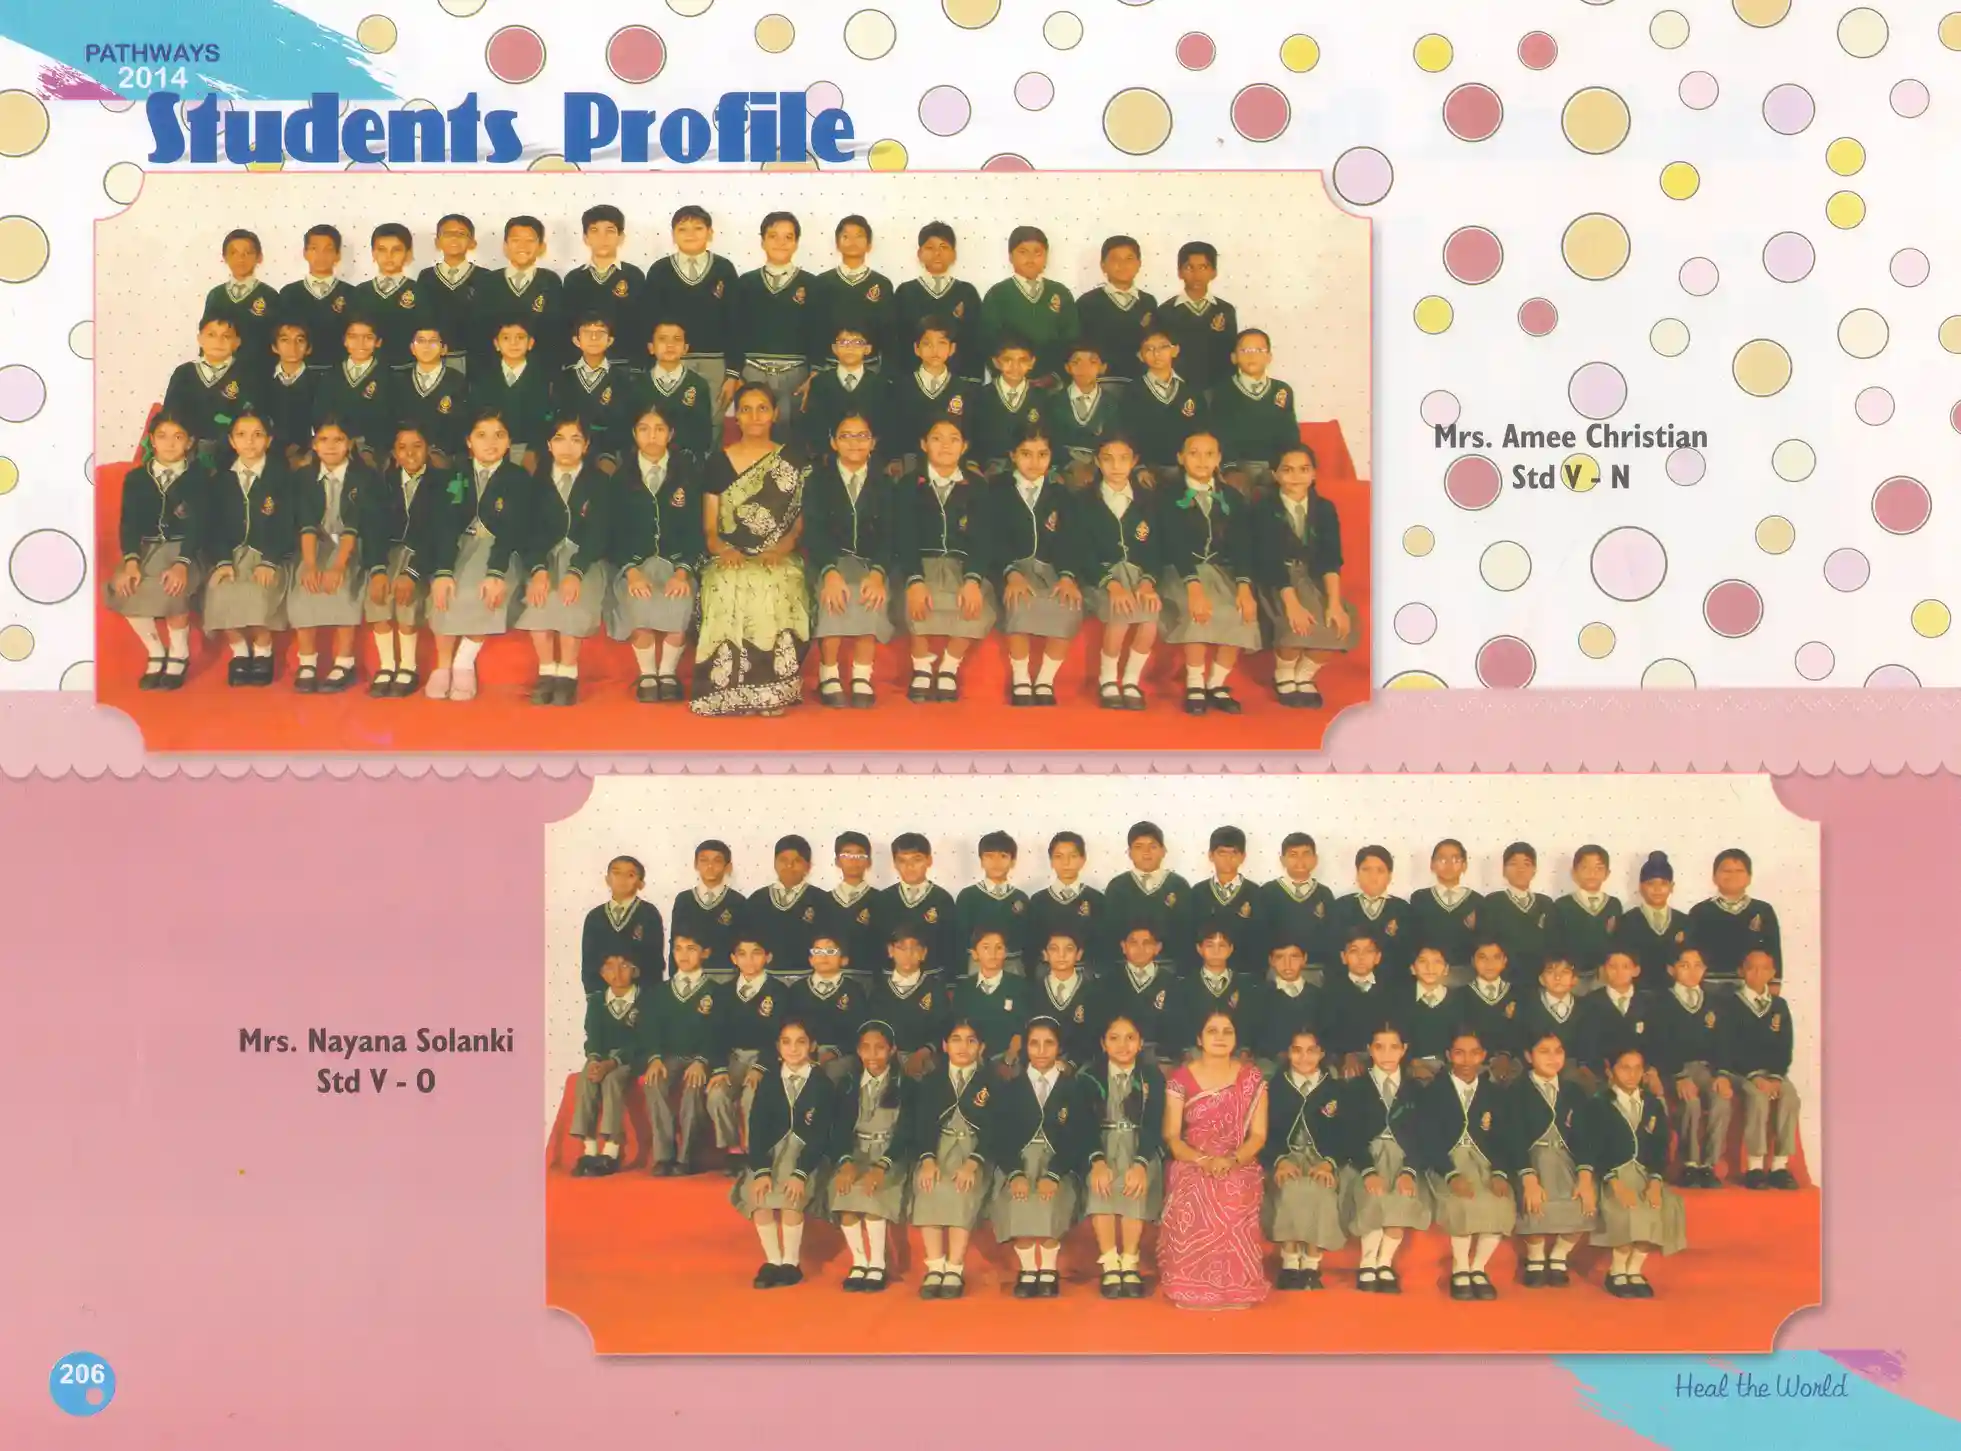 PATHWAYS
2014
Students Profile
Mrs. Amee Christian
Std V - N
Mrs. Nayana Solanki
Std V - O
206
Heal the World